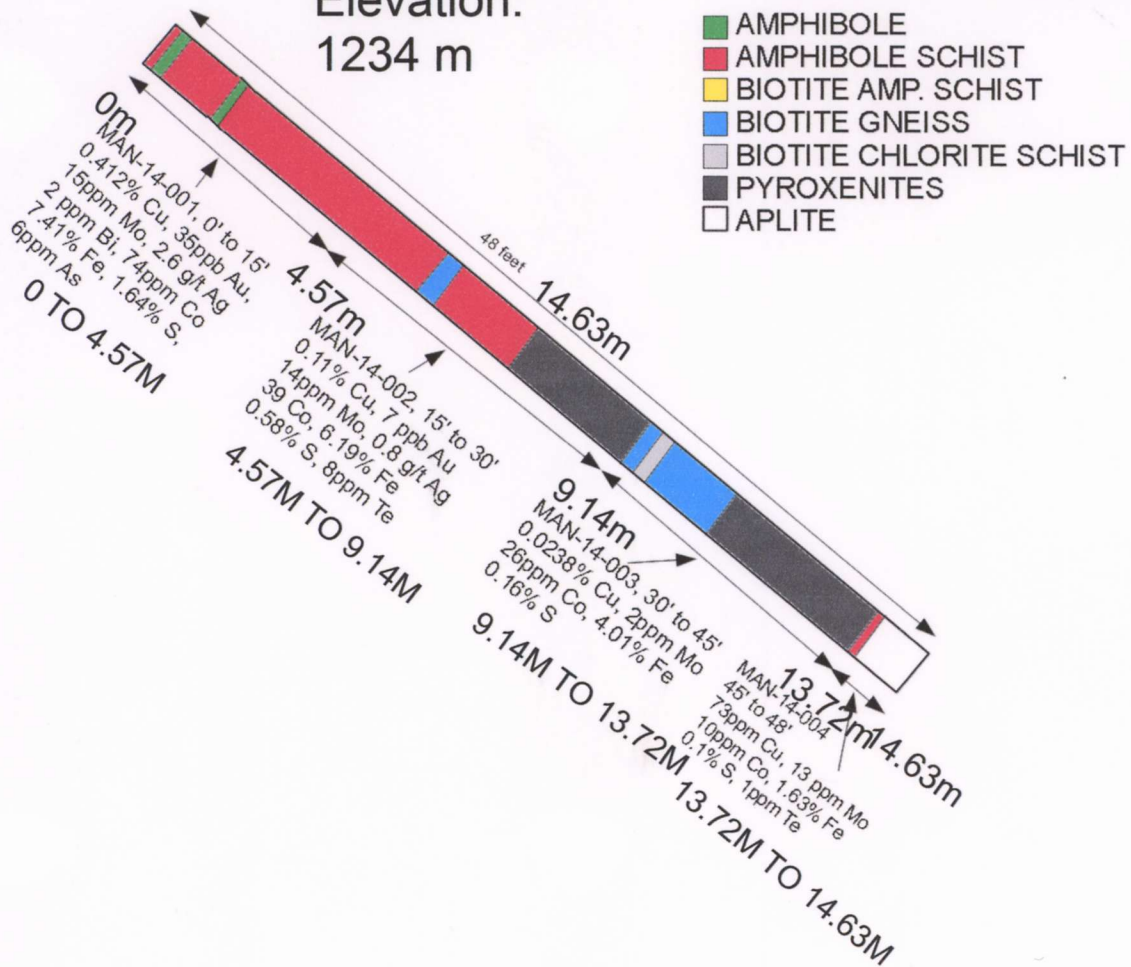 Elevation:
1234 m
AMPHIBOLE
AMPHIBOLE SCHIST
BIOTITE AMP. SCHIST
BIOTITE GNEISS
BIOTITE CHLORITE SCHIST
PYROXENITES
APLITE
48 feet
14.63m
0m
MAN-14-001, 0' to 15'
0.412% Cu, 35ppb Au,
15ppm Mo, 2.6 g/t Ag
2 ppm Bi, 74ppm Co
7.41% Fe, 1.64% S,
6ppm As
0 TO 4.57M
4.57m
MAN-14-002, 15' to 30'
0.11% Cu, 7 ppb Au
14ppm Mo, 0.8 g/t Ag
39 Co, 6.19% Fe
0.58% S, 8ppm Te
4.57M TO 9.14M
9.14m
MAN-14-003, 30' to 45'
0.0238% Cu, 2ppm Mo
26ppm Co, 4.01% Fe
0.16% S
9.14M TO 13.72M
13.72m
MAN-14-004
45' to 48'
73ppm Cu, 13 ppm Mo
10ppm Co, 1.63% Fe
0.1% S, 1ppm Te
13.72M TO 14.63M
14.63m